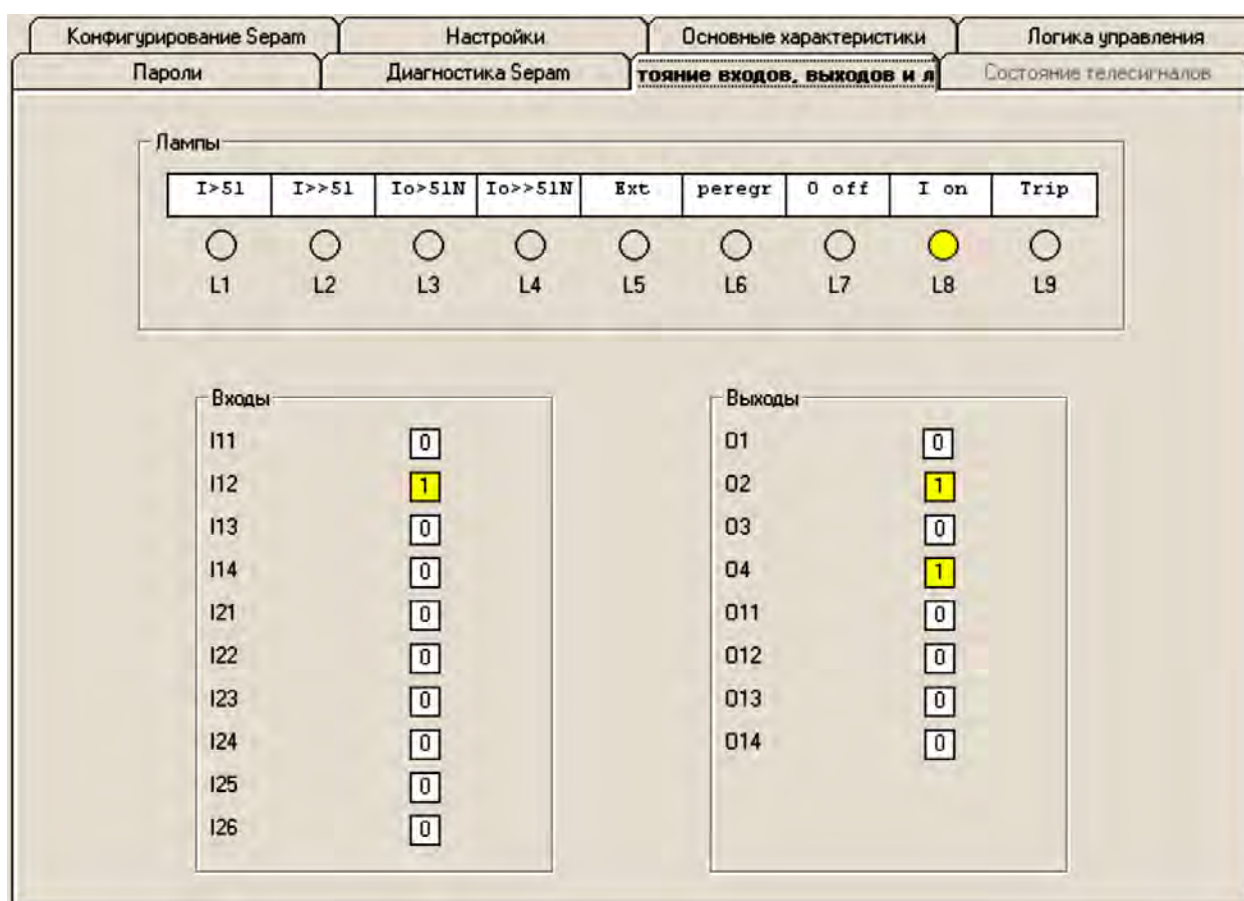 Конфигурирование Sepam Настройки Основные характеристики Логика управления
Пароли Диагностика Sepam тояние входов, выходов и л Состояние телесигналов
Лампы
I>51 I>>51 Io>51N Io>>51N Ext peregr 0 off I on Trip
L1 L2 L3 L4 L5 L6 L7 L8 L9
Входы
I11 0
I12 1
I13 0
I14 0
I21 0
I22 0
I23 0
I24 0
I25 0
I26 0
Выходы
O1 0
O2 1
O3 0
O4 1
O11 0
O12 0
O13 0
O14 0